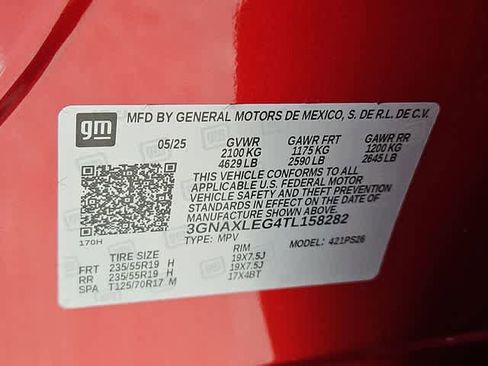 gm
MFD BY GENERAL MOTORS DE MEXICO, S. DE R.L. DE C.V.
05/25 GVWR GAWR FRT GAWR RR
2100 KG 1175 KG 1200 KG
4629 LB 2590 LB 2645 LB
THIS VEHICLE CONFORMS TO ALL
APPLICABLE U.S. FEDERAL MOTOR
VEHICLE SAFETY AND THEFT
PREVENTION STANDARDS IN EFFECT
ON THE DATE OF MANUFACTURE
SHOWN ABOVE.
3GNAXLEG4TL158282
170H TYPE: MPV MODEL: 421PS26
TIRE SIZE RIM
FRT 235/55R19 H 19X7.5J
RR 235/55R19 H 19X7.5J
SPA T125/70R17 M 17X4BT